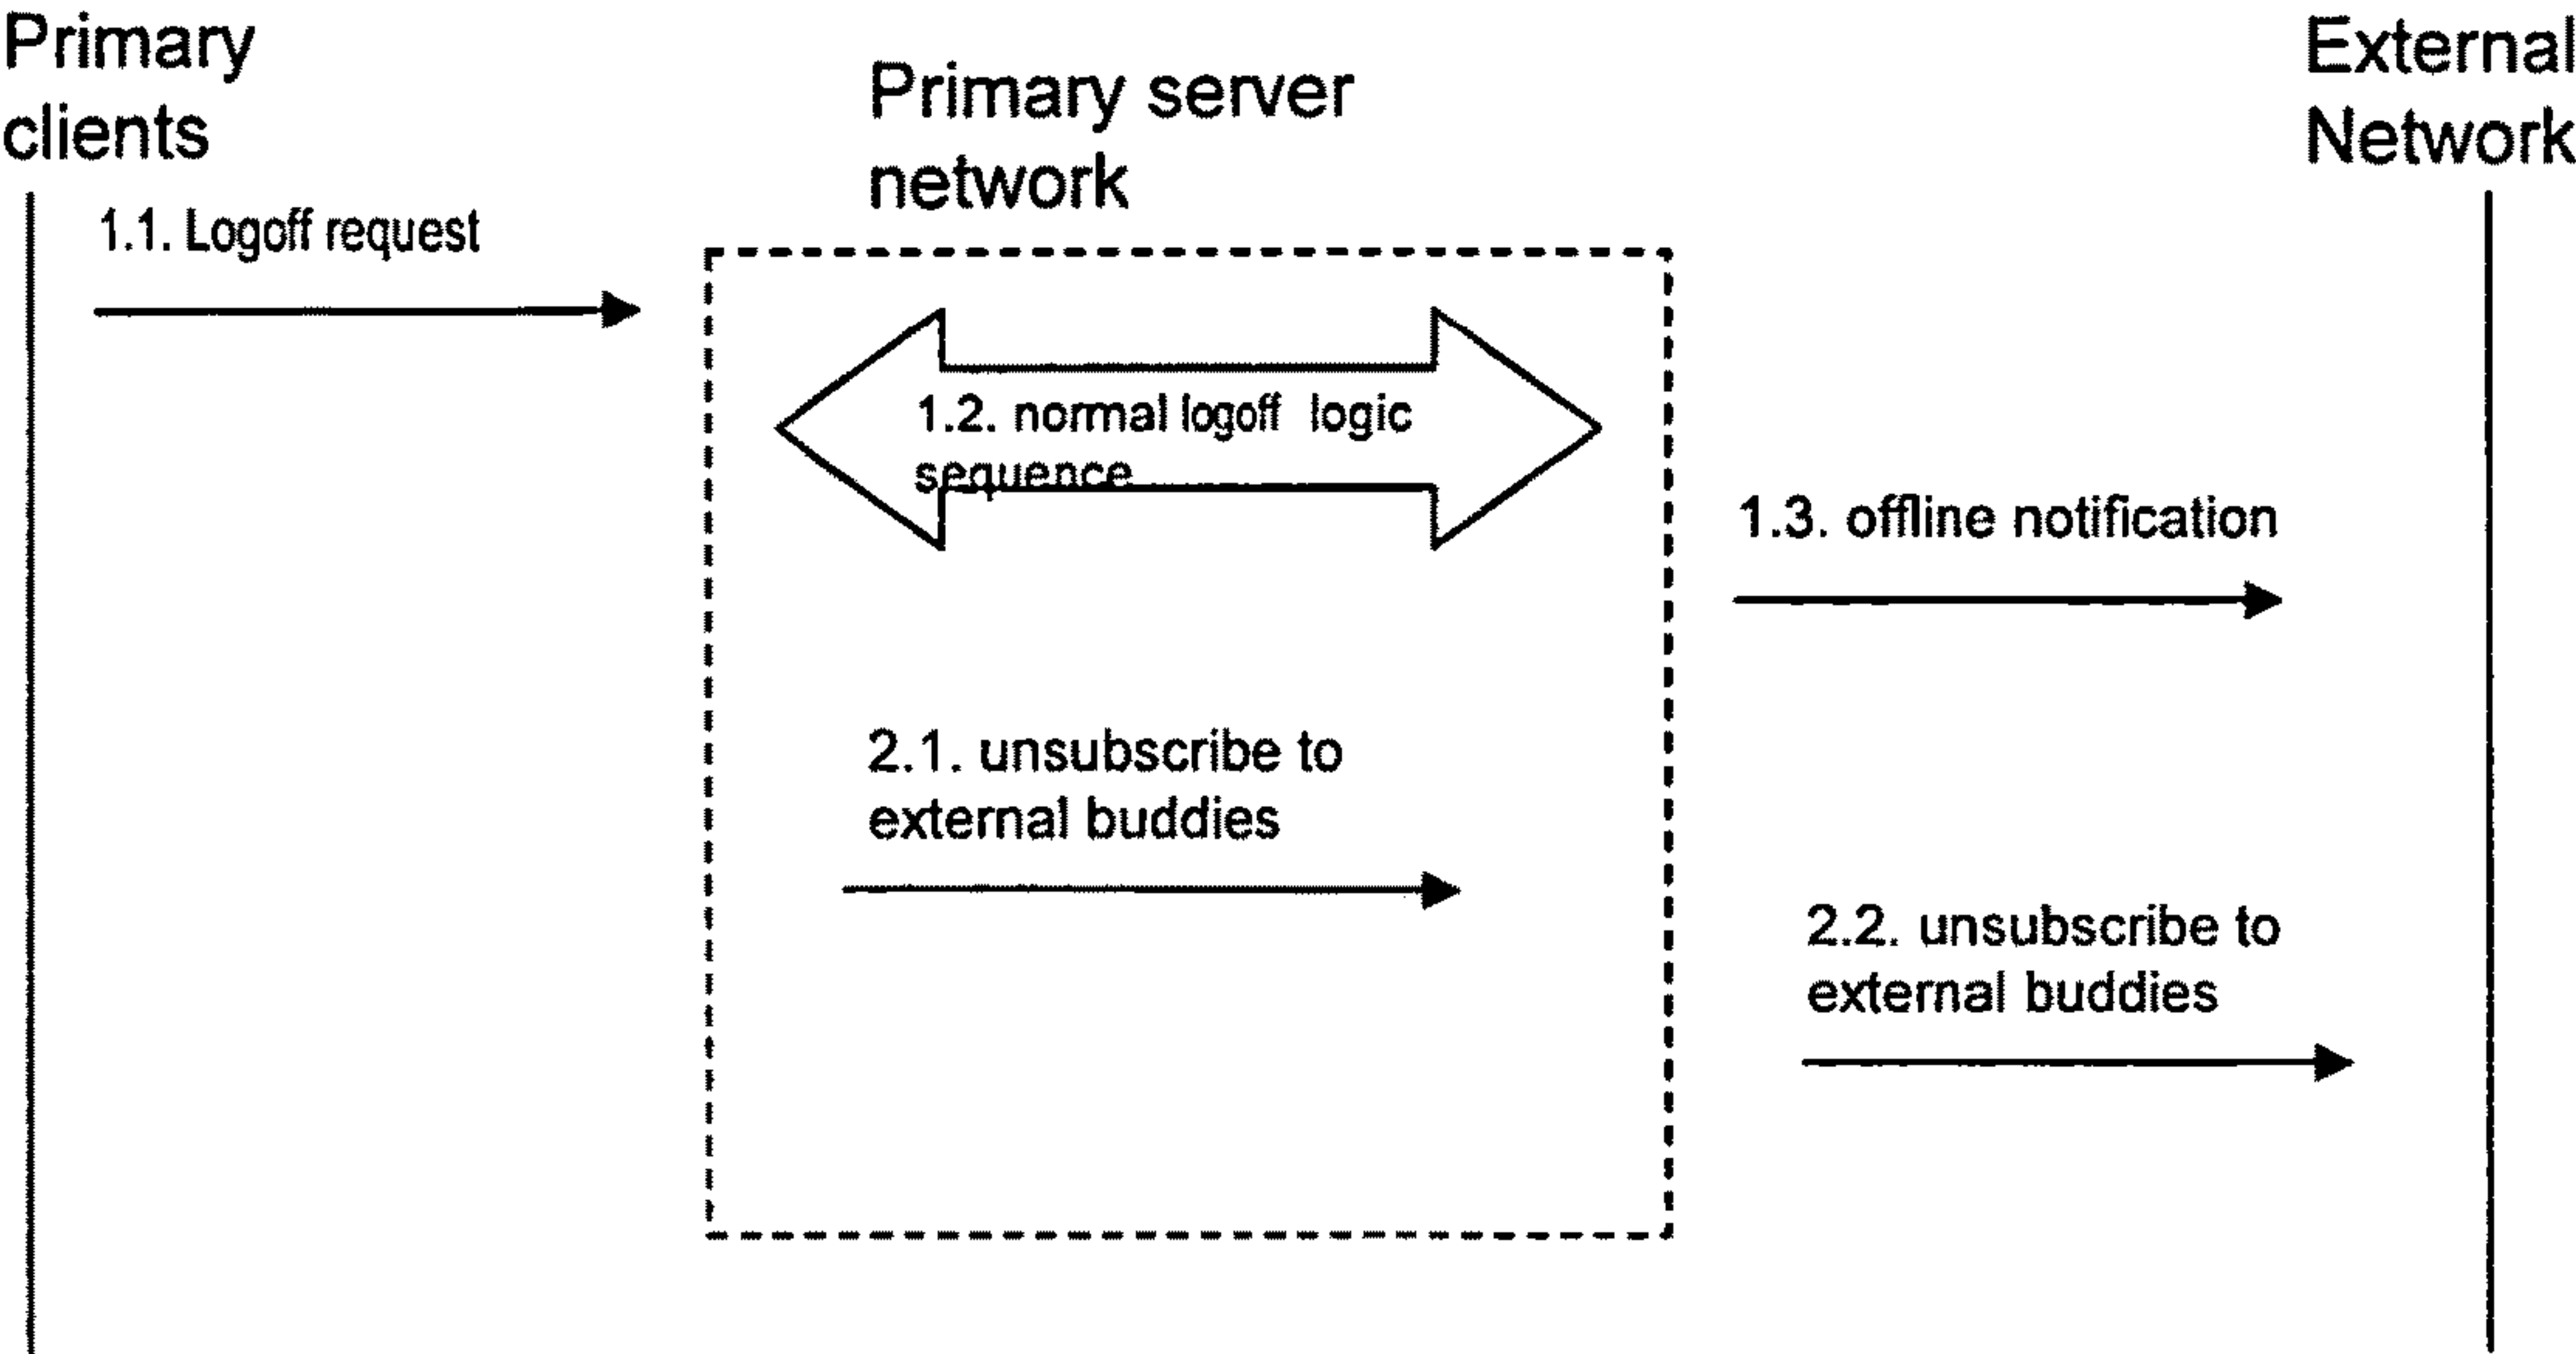 Primary
clients
Primary server
network
External
Network
1.1. Logoff request
1.2. normal logoff logic
sequence
1.3. offline notification
2.1. unsubscribe to
external buddies
2.2. unsubscribe to
external buddies